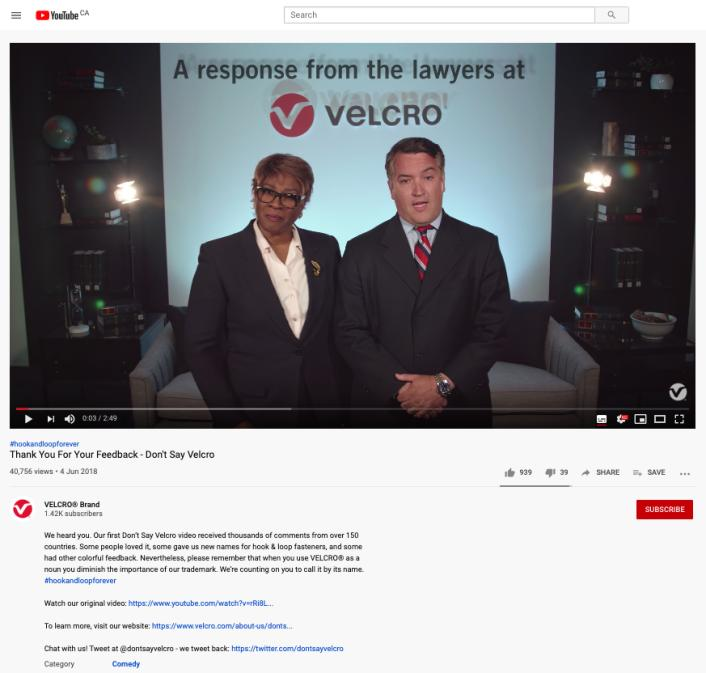 YouTube CA
Search
A response from the lawyers at
VELCRO
0:03 / 2:49
#hookandloopforever
Thank You For Your Feedback - Don't Say Velcro
40,756 views • 4 Jun 2018
939
39
SHARE
SAVE
VELCRO® Brand
1.42K subscribers
SUBSCRIBE
We heard you. Our first Don't Say Velcro video received thousands of comments from over 150
countries. Some people loved it, some gave us new names for hook & loop fasteners, and some
had other colorful feedback. Nevertheless, please remember that when you use VELCRO® as a
noun you diminish the importance of our trademark. We're counting on you to call it by its name.
#hookandloopforever
Watch our original video: https://www.youtube.com/watch?v=rRi8L...
To learn more, visit our website: https://www.velcro.com/about-us/donts...
Chat with us! Tweet at @dontsayvelcro - we tweet back: https://twitter.com/dontsayvelcro
Category
Comedy